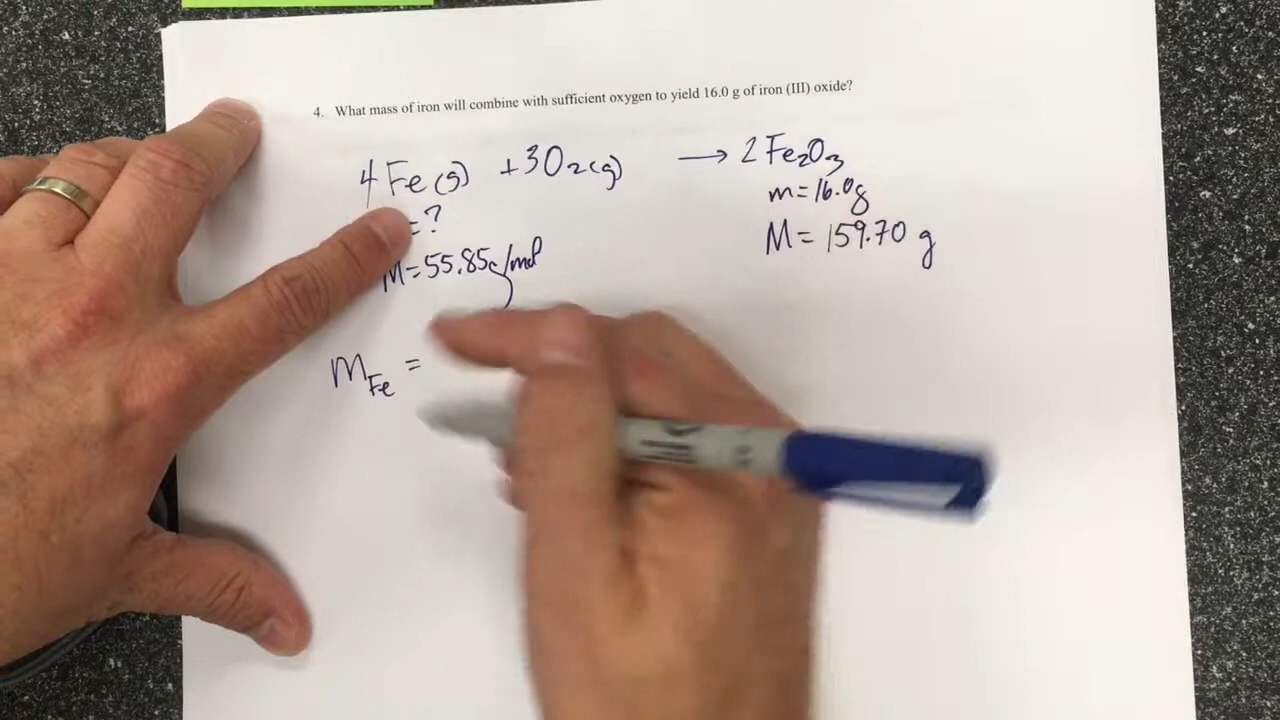 4. What mass of iron will combine with sufficient oxygen to yield 16.0 g of iron (III) oxide?
4 Fe (s) + 3O2(g) → 2 Fe2O3
= ? m = 16.0g
M = 55.85g/mol M = 159.70 g
mFe =